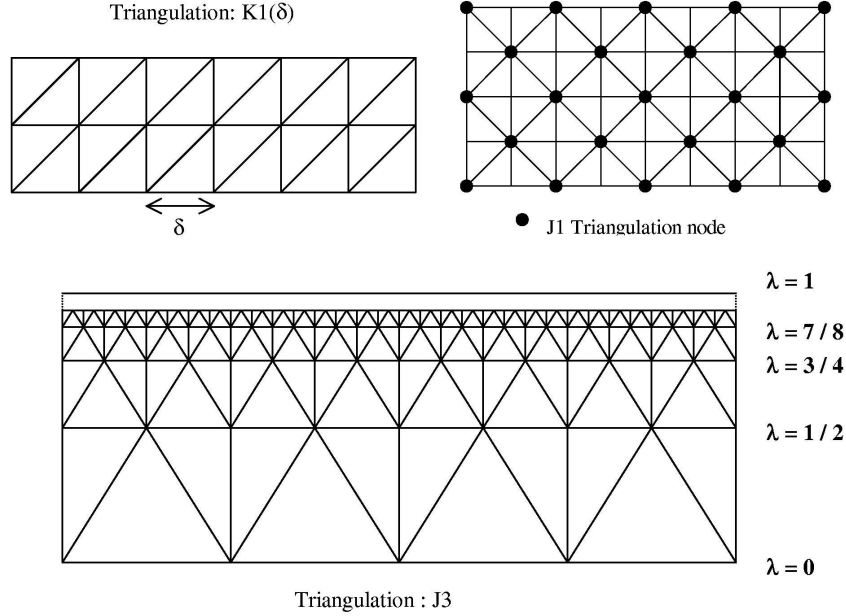 Triangulation: K1(δ)
δ
J1 Triangulation node
λ = 1
λ = 7 / 8
λ = 3 / 4
λ = 1 / 2
λ=0
Triangulation : J3